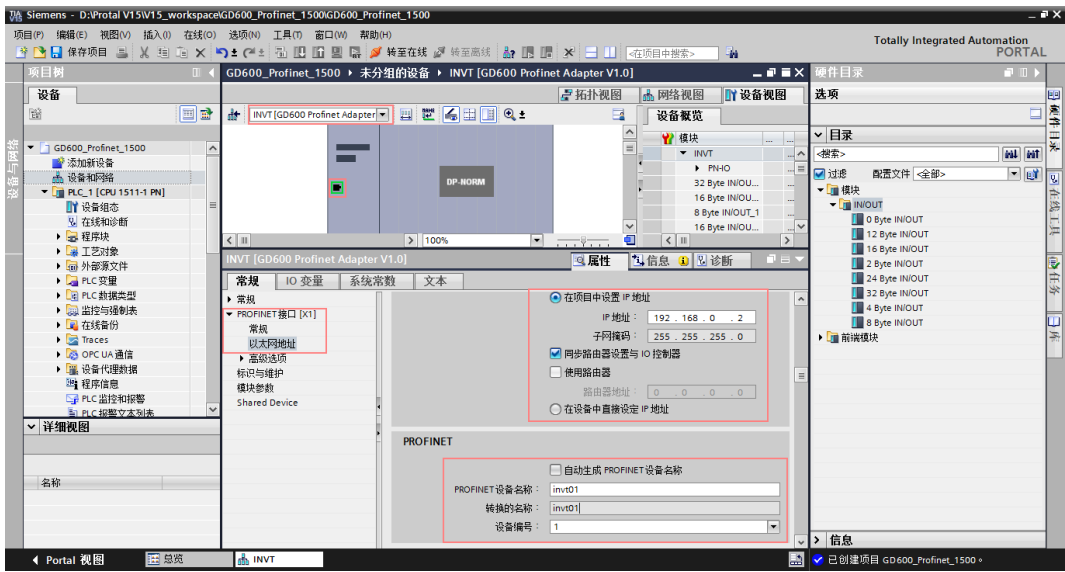 Siemens - D:\Protal V15\V15_workspace\GD600_Profinet_1500\GD600_Profinet_1500
项目(P) 编辑(E) 视图(V) 插入(I) 在线(O) 选项(N) 工具(T) 窗口(W) 帮助(H)
Totally Integrated Automation
PORTAL
保存项目 转至在线 转至离线 <在项目中搜索>
项目树
GD600_Profinet_1500 ▸ 未分组的设备 ▸ INVT [GD600 Profinet Adapter V1.0]
硬件目录
设备
拓扑视图 网络视图 设备视图
选项
INVT [GD600 Profinet Adapter
设备概览
模块
INVT
PN-IO
32 Byte IN/OU...
16 Byte IN/OU...
8 Byte IN/OUT_1
16 Byte IN/OU...
DP-NORM
100%
设备与网络
GD600_Profinet_1500
添加新设备
设备和网络
PLC_1 [CPU 1511-1 PN]
设备组态
在线和诊断
程序块
工艺对象
外部源文件
PLC 变量
PLC 数据类型
监控与强制表
在线备份
Traces
OPC UA 通信
设备代理数据
程序信息
PLC 监控和报警
PLC 报警文本列表
详细视图
名称
INVT [GD600 Profinet Adapter V1.0]
属性 信息 诊断
常规 IO 变量 系统常数 文本
常规
PROFINET接口 [X1]
常规
以太网地址
高级选项
标识与维护
模块参数
Shared Device
在项目中设置 IP 地址
IP 地址： 192 . 168 . 0 . 2
子网掩码： 255 . 255 . 255 . 0
同步路由器设置与 IO 控制器
使用路由器
路由器地址： 0 . 0 . 0 . 0
在设备中直接设定 IP 地址
PROFINET
自动生成 PROFINET 设备名称
PROFINET 设备名称： invt01
转换的名称： invt01
设备编号： 1
目录
<搜索>
过滤 配置文件 <全部>
模块
IN/OUT
0 Byte IN/OUT
12 Byte IN/OUT
16 Byte IN/OUT
2 Byte IN/OUT
24 Byte IN/OUT
32 Byte IN/OUT
4 Byte IN/OUT
8 Byte IN/OUT
前端模块
信息
硬件目录
在线工具
任务
库
Portal 视图 总览 INVT
已创建项目 GD600_Profinet_1500。